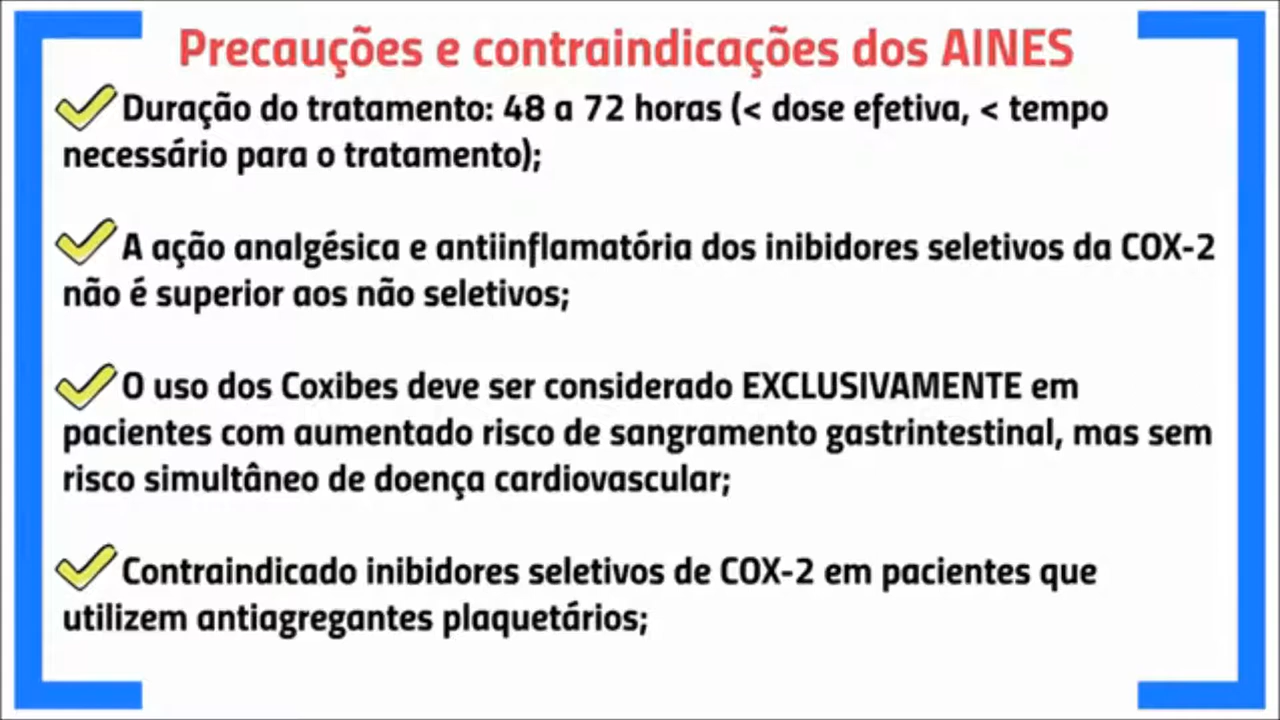 Precauções e contraindicações dos AINES
Duração do tratamento: 48 a 72 horas (< dose efetiva, < tempo
necessário para o tratamento);
A ação analgésica e antiinflamatória dos inibidores seletivos da COX-2
não é superior aos não seletivos;
O uso dos Coxibes deve ser considerado EXCLUSIVAMENTE em
pacientes com aumentado risco de sangramento gastrintestinal, mas sem
risco simultâneo de doença cardiovascular;
Contraindicado inibidores seletivos de COX-2 em pacientes que
utilizem antiagregantes plaquetários;